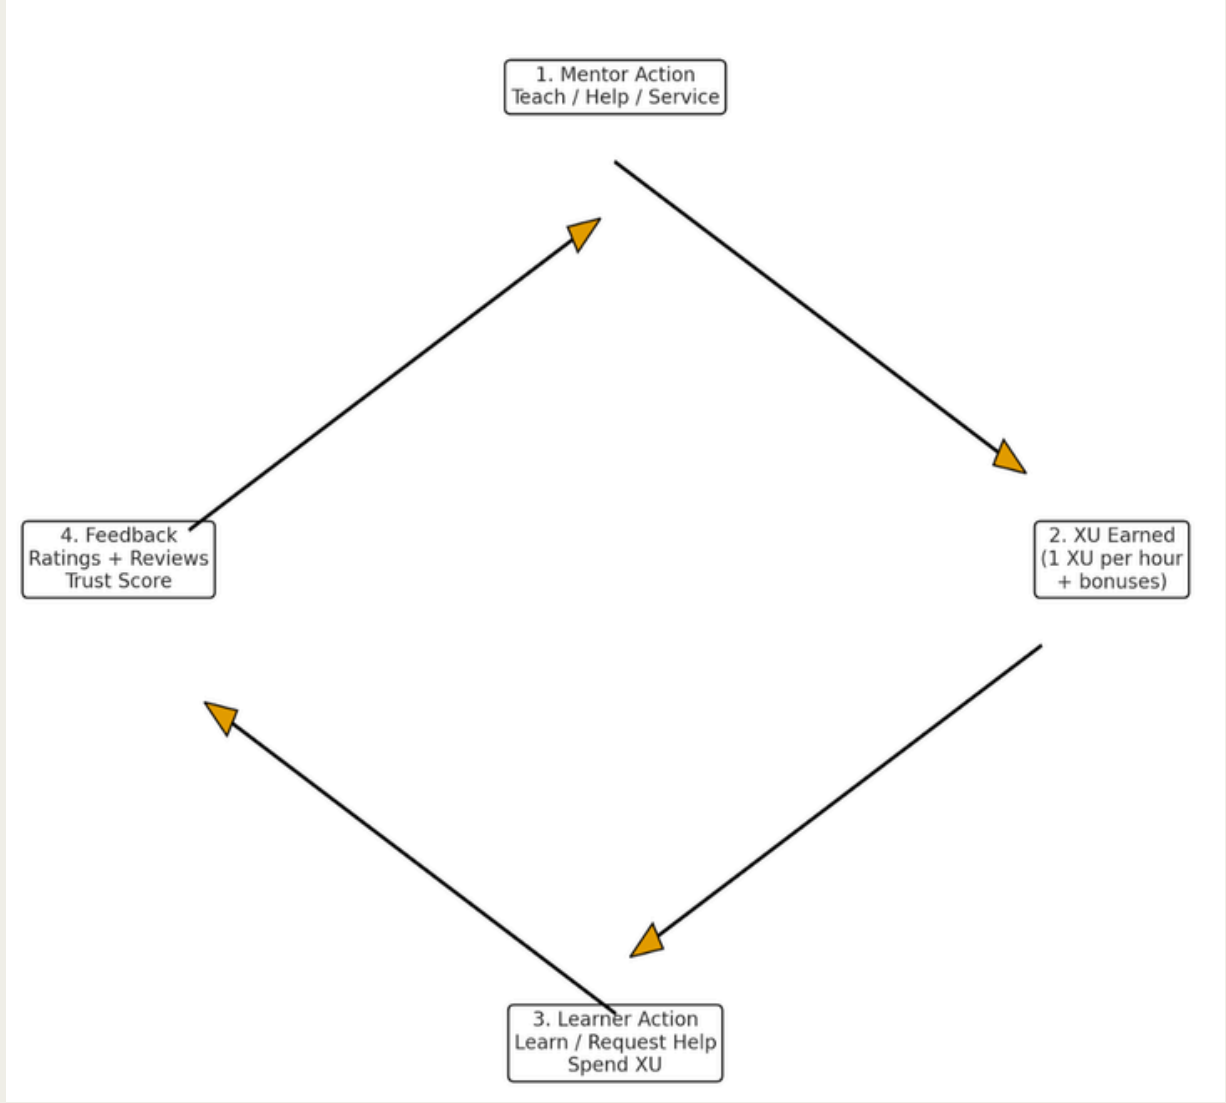 1. Mentor Action
Teach / Help / Service
2. XU Earned
(1 XU per hour
+ bonuses)
3. Learner Action
Learn / Request Help
Spend XU
4. Feedback
Ratings + Reviews
Trust Score